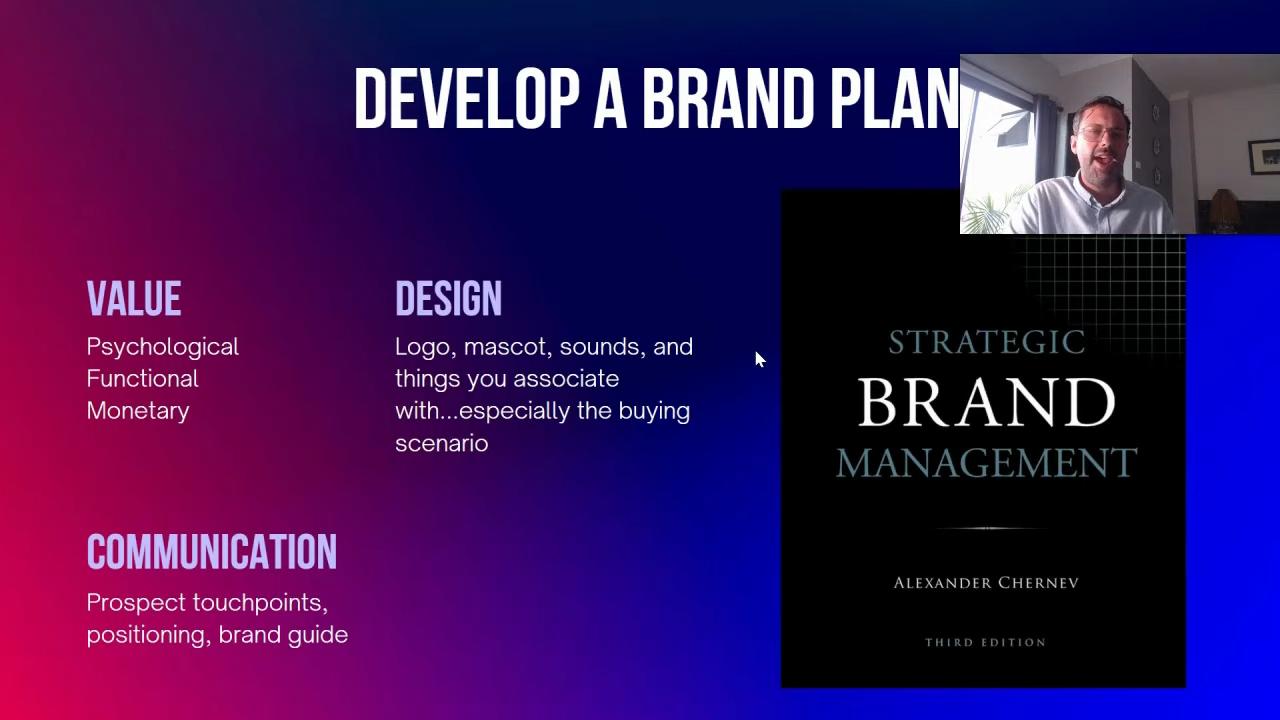 DEVELOP A BRAND PLAN
VALUE
Psychological
Functional
Monetary
DESIGN
Logo, mascot, sounds, and
things you associate
with...especially the buying
scenario
COMMUNICATION
Prospect touchpoints,
positioning, brand guide
STRATEGIC
BRAND
MANAGEMENT
ALEXANDER CHERNEV
THIRD EDITION